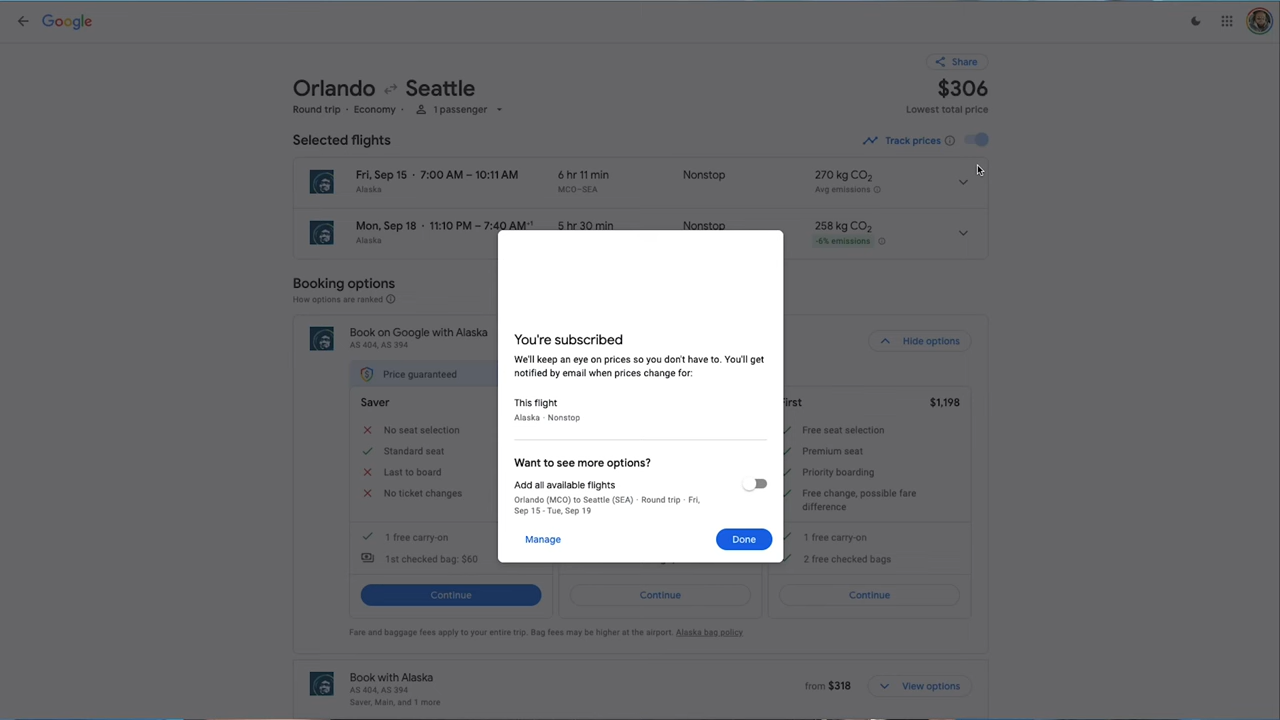 Google
Share
Orlando Seattle
$306
Round trip · Economy · 1 passenger
Lowest total price
Selected flights
Track prices
Fri, Sep 15 · 7:00 AM – 10:11 AM
Alaska
6 hr 11 min
MCO–SEA
Nonstop
270 kg CO2
Avg emissions
Mon, Sep 18 · 11:10 PM – 7:40 AM+1
Alaska
5 hr 30 min
Nonstop
258 kg CO2
-6% emissions
Booking options
How options are ranked
Book on Google with Alaska
AS 404, AS 394
Hide options
Price guaranteed
Saver
No seat selection
Standard seat
Last to board
No ticket changes
1 free carry-on
1st checked bag: $60
Continue
Continue
First
$1,198
Free seat selection
Premium seat
Priority boarding
Free change, possible fare
difference
1 free carry-on
2 free checked bags
Continue
You're subscribed
We'll keep an eye on prices so you don't have to. You'll get
notified by email when prices change for:
This flight
Alaska · Nonstop
Want to see more options?
Add all available flights
Orlando (MCO) to Seattle (SEA) · Round trip · Fri,
Sep 15 - Tue, Sep 19
Manage
Done
Fare and baggage fees apply to your entire trip. Bag fees may be higher at the airport. Alaska bag policy
Book with Alaska
AS 404, AS 394
Saver, Main, and 1 more
from $318
View options